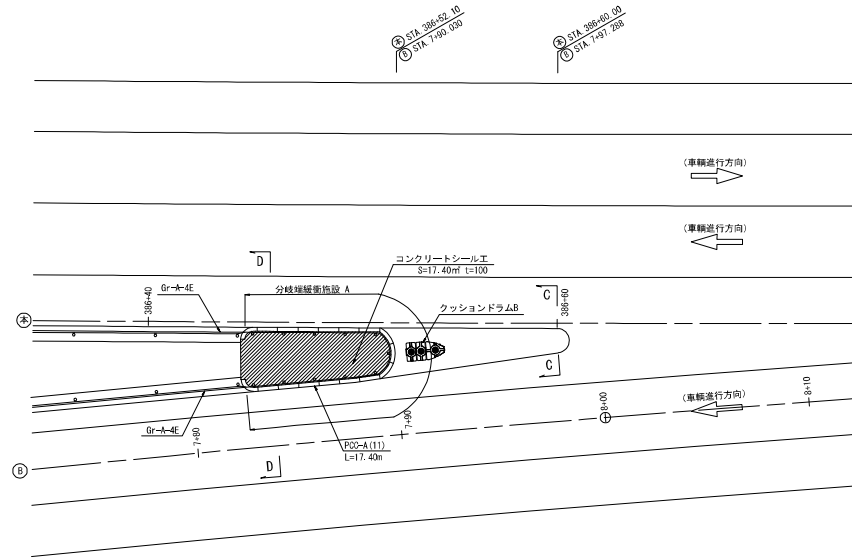 本 STA.386+52.10
B STA.7+90.030
本 STA.386+60.00
B STA.7+97.288
(車輌進行方向)
(車輌進行方向)
D
コンクリートシール工
S=17.40㎡ t=100
Gr-A-4E
386+40
分岐端緩衝施設 A
クッションドラムB
C
386+60
本
C
(車輌進行方向)
8+00
8+10
Gr-A-4E
7+80
PCC-A(11)
L=17.40m
7+90
B
D